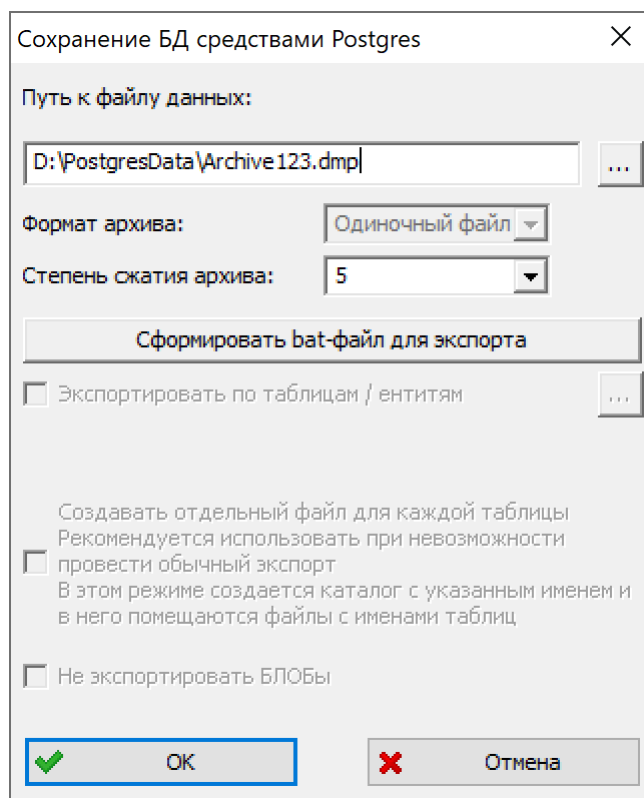 Сохранение БД средствами Postgres
Путь к файлу данных:
D:\PostgresData\Archive123.dmp
...
Формат архива:
Одиночный файл
Степень сжатия архива:
5
Сформировать bat-файл для экспорта
Экспортировать по таблицам / ентитям
...
Создавать отдельный файл для каждой таблицы
Рекомендуется использовать при невозможности
провести обычный экспорт
В этом режиме создается каталог с указанным именем и
в него помещаются файлы с именами таблиц
Не экспортировать БЛОБы
ОК
Отмена